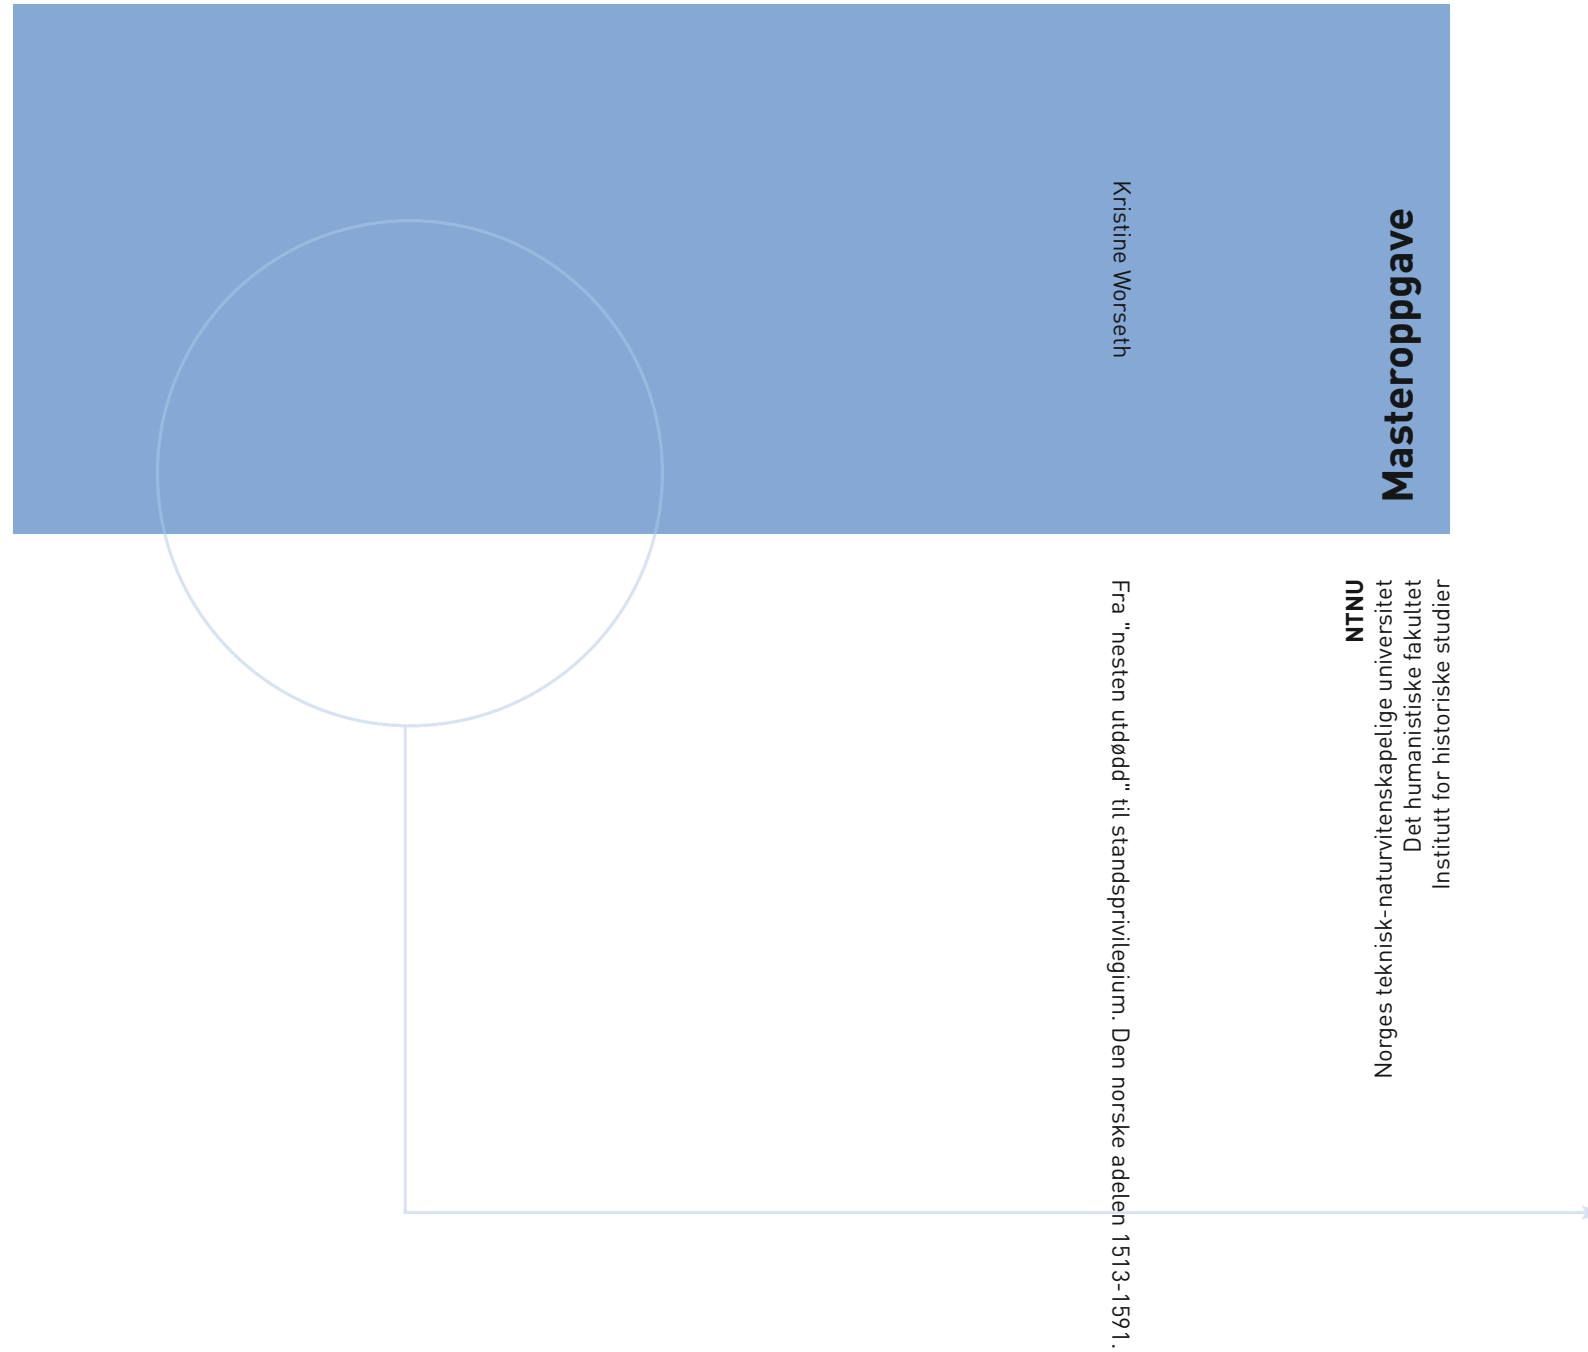 Masteroppgave
NTNU
Norges teknisk-naturvitenskapelige universitet
Det humanistiske fakultet
Institutt for historiske studier
Kristine Worseth
Fra "nesten utdødd" til standsprivilegium. Den norske adelen 1513-1591.